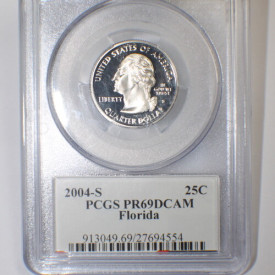 UNITED STATES OF AMERICA
LIBERTY
IN
GOD WE
TRUST
S
QUARTER DOLLAR
2004-S 25C
PCGS PR69DCAM
Florida
913049.69/27694554